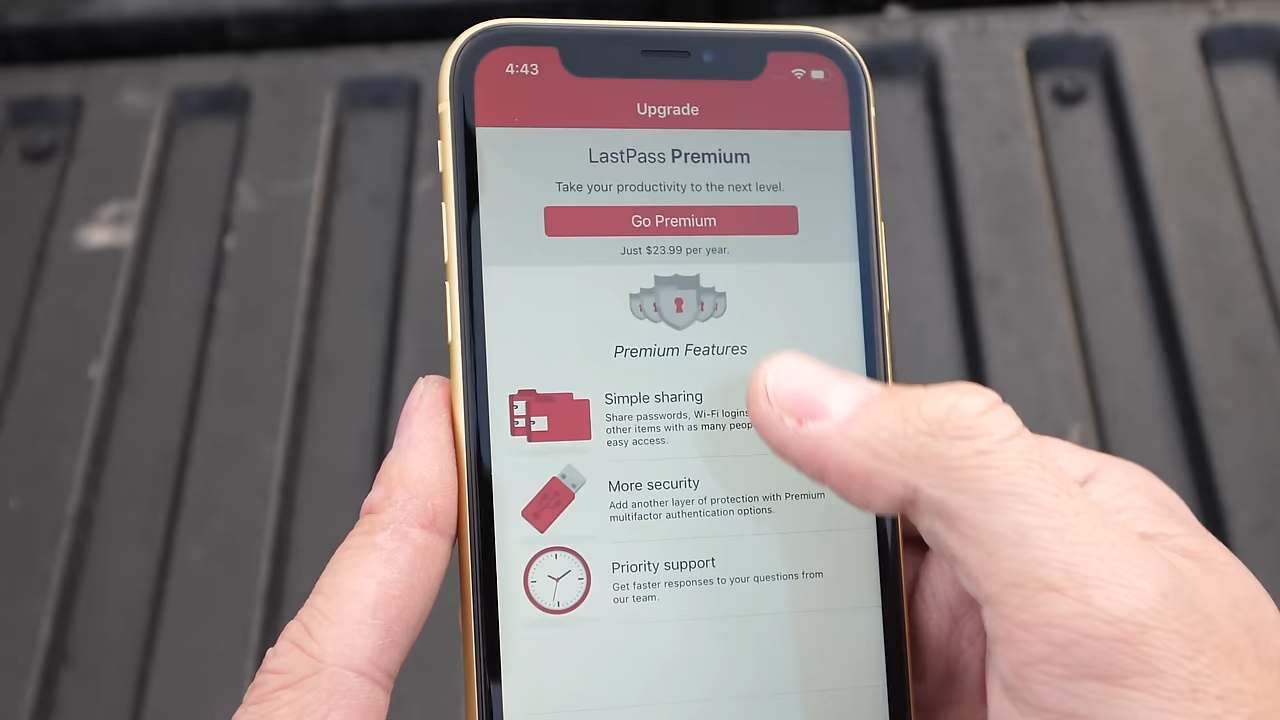 4:43
Upgrade
LastPass Premium
Take your productivity to the next level.
Go Premium
Just $23.99 per year.
Premium Features
Simple sharing
Share passwords, Wi-Fi logins
other items with as many
easy access.
More security
Add another layer of protection with Premium
multifactor authentication options.
Priority support
Get faster responses to your questions from
our team.